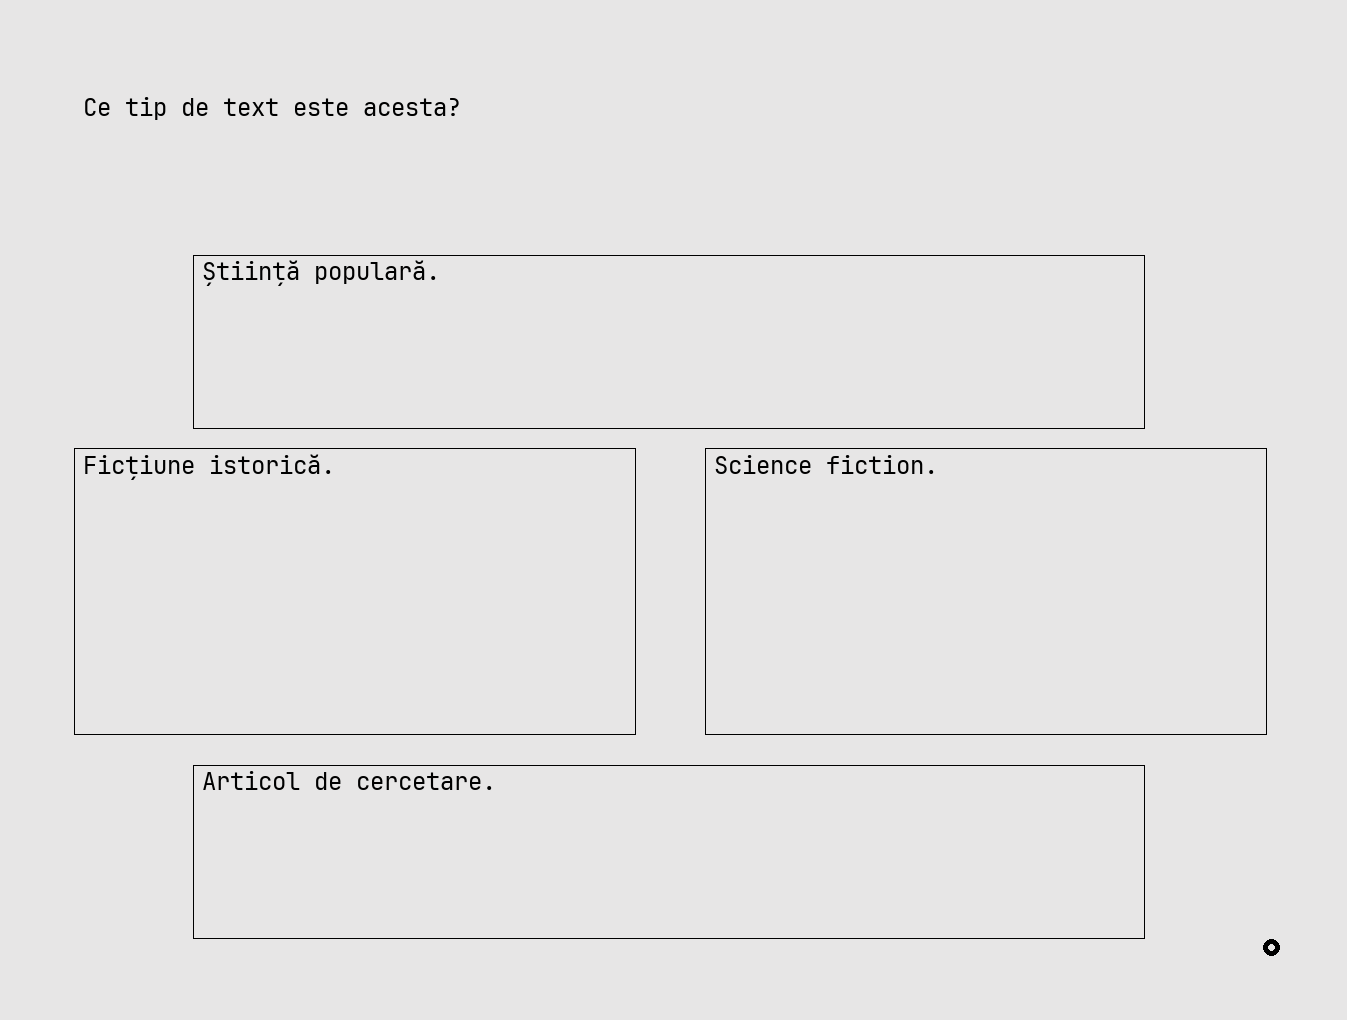 Ce tip de text este acesta?
Știință populară.
Ficțiune istorică.
Science fiction.
Articol de cercetare.